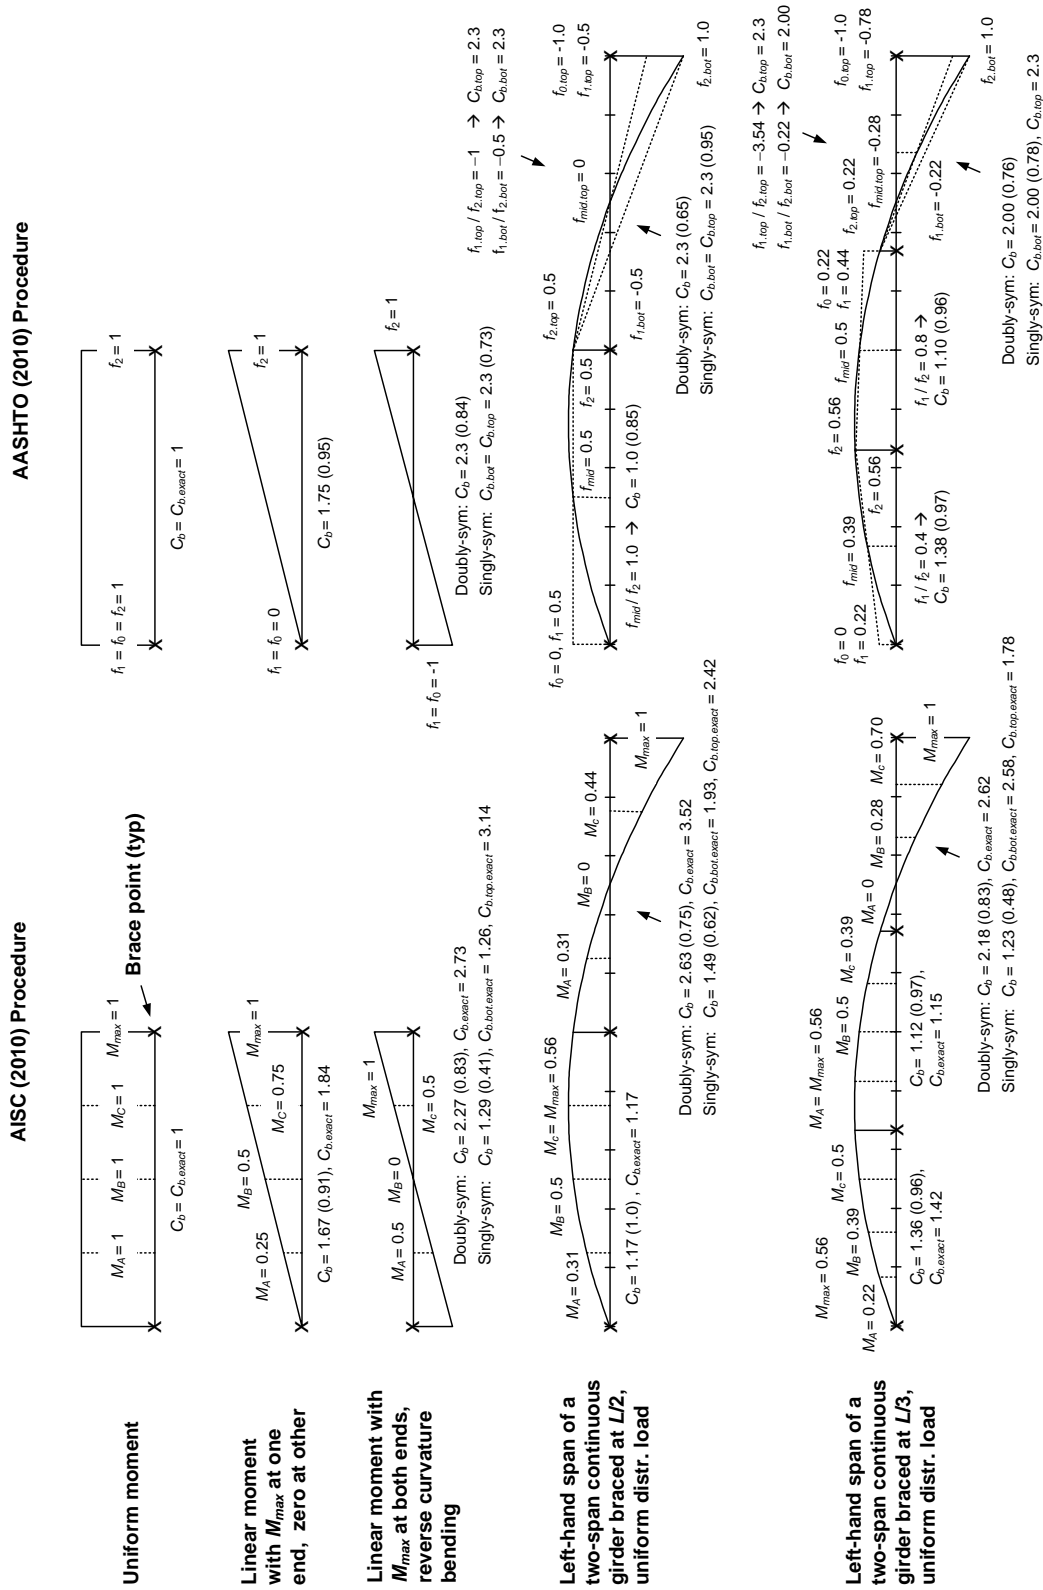 AISC (2010) Procedure
AASHTO (2010) Procedure
Uniform moment
M_A = 1
M_B = 1
M_C = 1
M_max = 1
Brace point (typ)
C_b = C_b.exact = 1
f_1 = f_0 = f_2 = 1
f_2 = 1
C_b = C_b.exact = 1
Linear moment
with M_max at one
end, zero at other
M_A = 0.25
M_B = 0.5
M_C = 0.75
M_max = 1
C_b = 1.67 (0.91), C_b.exact = 1.84
f_1 = f_0 = 0
f_2 = 1
C_b = 1.75 (0.95)
Linear moment with
M_max at both ends,
reverse curvature
bending
M_A = 0.5
M_B = 0
M_c = 0.5
M_max = 1
Doubly-sym: C_b = 2.27 (0.83), C_b.exact = 2.73
Singly-sym: C_b = 1.29 (0.41), C_b.bot.exact = 1.26, C_b.top.exact = 3.14
f_1 = f_0 = -1
f_2 = 1
Doubly-sym: C_b = 2.3 (0.84)
Singly-sym: C_b.bot = C_b.top = 2.3 (0.73)
Left-hand span of a
two-span continuous
girder braced at L/2,
uniform distr. load
M_A = 0.31
M_B = 0.5
M_c = M_max = 0.56
C_b = 1.17 (1.0) , C_b.exact = 1.17
M_A = 0.31
M_B = 0
M_c = 0.44
M_max = 1
Doubly-sym: C_b = 2.63 (0.75), C_b.exact = 3.52
Singly-sym: C_b = 1.49 (0.62), C_b.bot.exact = 1.93, C_b.top.exact = 2.42
f_0 = 0, f_1 = 0.5
f_mid = 0.5
f_2 = 0.5
f_mid / f_2 = 1.0 → C_b = 1.0 (0.85)
f_1.top / f_2.top = −1 → C_b.top = 2.3
f_1.bot / f_2.bot = −0.5 → C_b.bot = 2.3
f_2.top = 0.5
f_mid.top = 0
f_0.top = -1.0
f_1.top = -0.5
f_1.bot = -0.5
f_2.bot = 1.0
Doubly-sym: C_b = 2.3 (0.65)
Singly-sym: C_b.bot = C_b.top = 2.3 (0.95)
Left-hand span of a
two-span continuous
girder braced at L/3,
uniform distr. load
M_max = 0.56
M_A = 0.22
M_B = 0.39
M_c = 0.5
C_b = 1.36 (0.96),
C_b.exact = 1.42
M_A = M_max = 0.56
M_B = 0.5
M_c = 0.39
C_b = 1.12 (0.97),
C_b.exact = 1.15
M_A = 0
M_B = 0.28
M_c = 0.70
M_max = 1
Doubly-sym: C_b = 2.18 (0.83), C_b.exact = 2.62
Singly-sym: C_b = 1.23 (0.48), C_b.bot.exact = 2.58, C_b.top.exact = 1.78
f_0 = 0
f_1 = 0.22
f_mid = 0.39
f_2 = 0.56
f_1 / f_2 = 0.4 →
C_b = 1.38 (0.97)
f_2 = 0.56
f_mid = 0.5
f_0 = 0.22
f_1 = 0.44
f_1 / f_2 = 0.8 →
C_b = 1.10 (0.96)
f_1.top / f_2.top = −3.54 → C_b.top = 2.3
f_1.bot / f_2.bot = −0.22 → C_b.bot = 2.00
f_2.top = 0.22
f_mid.top = -0.28
f_0.top = -1.0
f_1.top = -0.78
f_1.bot = -0.22
f_2.bot = 1.0
Doubly-sym: C_b = 2.00 (0.76)
Singly-sym: C_b.bot = 2.00 (0.78), C_b.top = 2.3